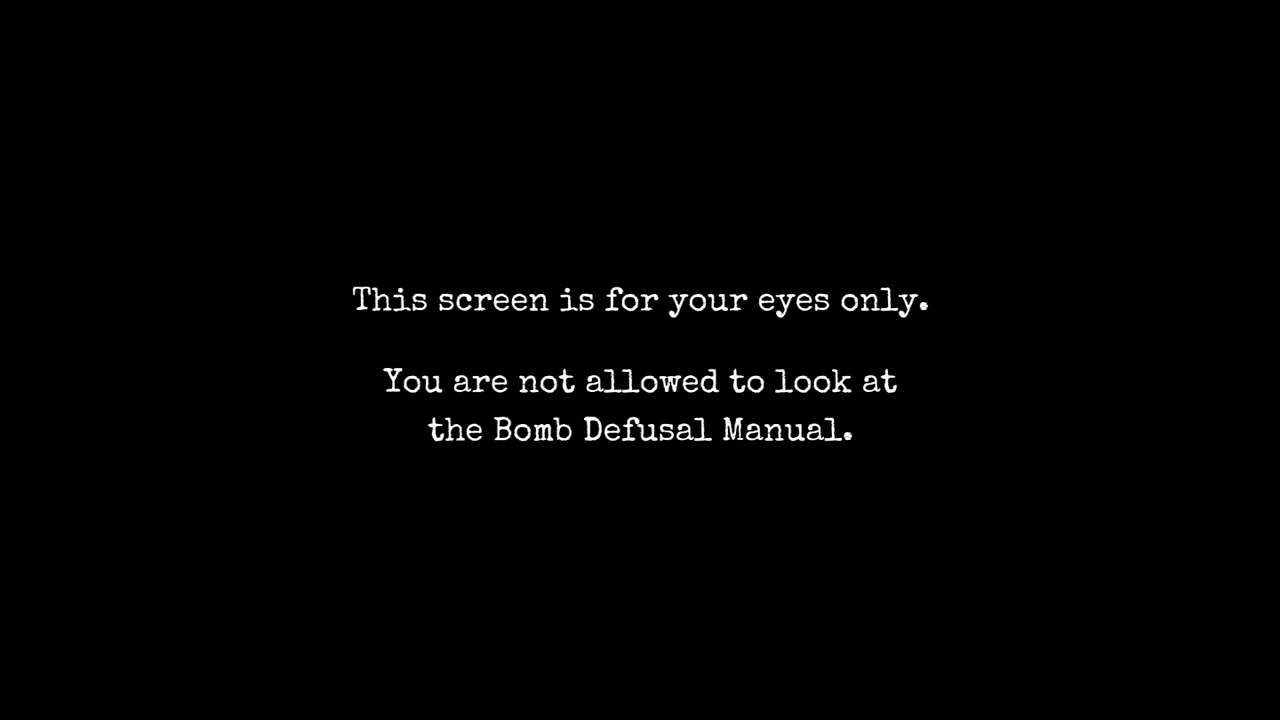 This screen is for your eyes only.
You are not allowed to look at
the Bomb Defusal Manual.